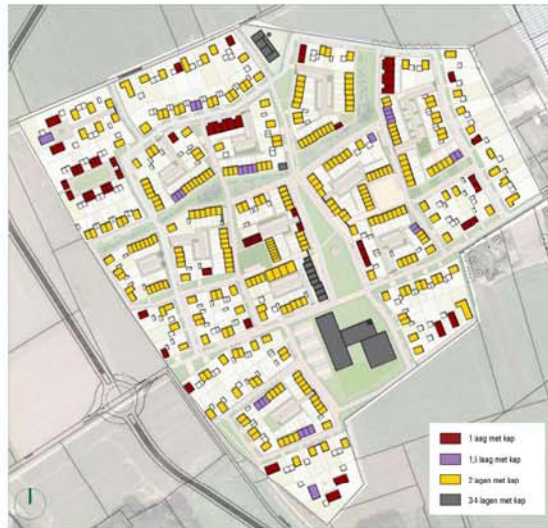 1 laag met kap
1,5 laag met kap
2 lagen met kap
3-4 lagen met kap